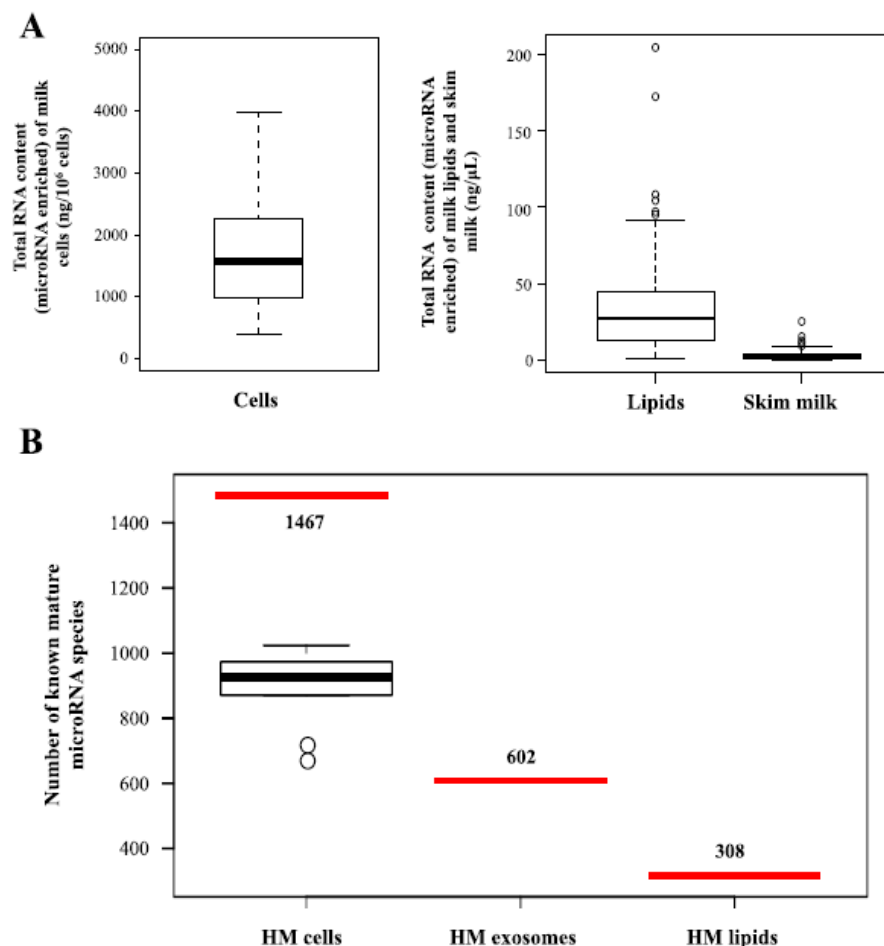 A
Total RNA content
(microRNA enriched) of milk
cells (ng/10⁶ cells)
5000
4000
3000
2000
1000
0
Cells
Total RNA content (microRNA
enriched) of milk lipids and skim
milk (ng/µL)
200
150
100
50
0
Lipids
Skim milk
B
Number of known mature
microRNA species
1400
1200
1000
800
600
400
1467
602
308
HM cells
HM exosomes
HM lipids